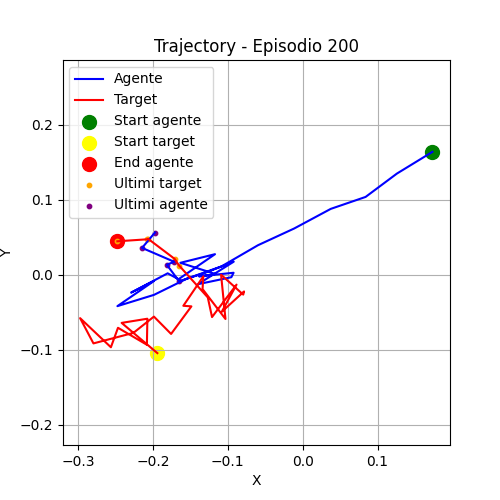 Trajectory - Episodio 200
Agente
Target
Start agente
Start target
End agente
Ultimi target
Ultimi agente
Y
0.2
0.1
0.0
−0.1
−0.2
−0.3
−0.2
−0.1
0.0
0.1
X